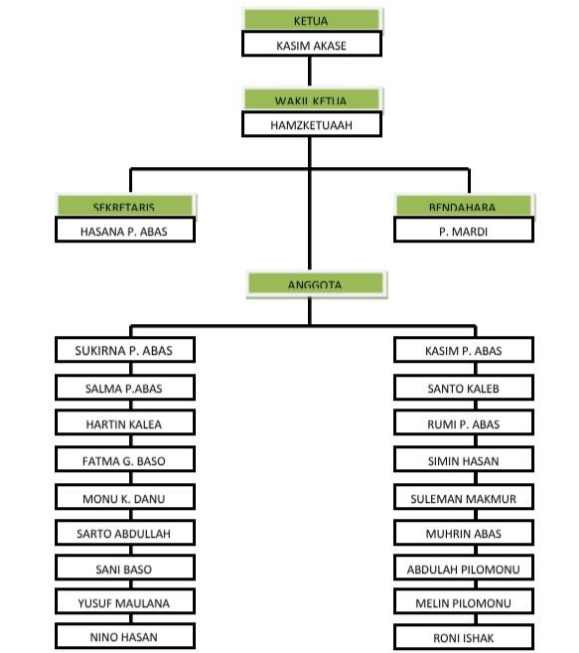 KETUA
KASIM AKASE
WAKIL KETUA
HAMZKETUAAH
SEKRETARIS
HASANA P. ABAS
BENDAHARA
P. MARDI
ANGGOTA
SUKIRNA P. ABAS
SALMA P.ABAS
HARTIN KALEA
FATMA G. BASO
MONU K. DANU
SARTO ABDULLAH
SANI BASO
YUSUF MAULANA
NINO HASAN
KASIM P. ABAS
SANTO KALEB
RUMI P. ABAS
SIMIN HASAN
SULEMAN MAKMUR
MUHRIN ABAS
ABDULAH PILOMONU
MELIN PILOMONU
RONI ISHAK